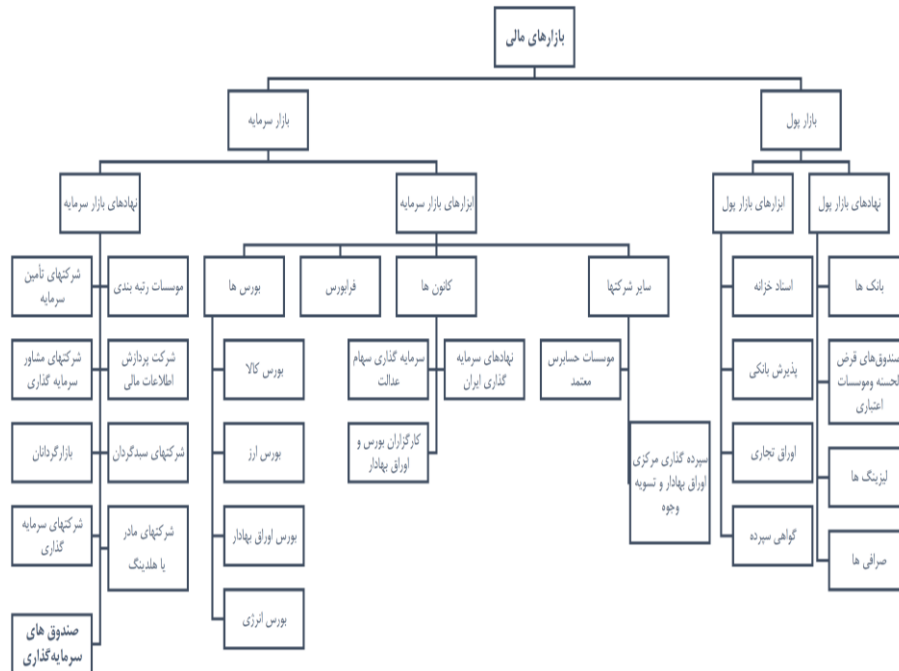 بازارهای مالی
بازار پول
بازار سرمایه
نهادهای بازار پول
ابزارهای بازار پول
ابزارهای بازار سرمایه
نهادهای بازار سرمایه
بانک ها
صندوق‌های قرض
لحسنه وموسسات
اعتباری
لیزینگ ها
صرافی ها
اسناد خزانه
پذیرش بانکی
اوراق تجاری
گواهی سپرده
سایر شرکتها
موسسات حسابرس
معتمد
سپرده گذاری مرکزی
اوراق بهادار و تسویه
وجوه
کانون ها
نهادهای سرمایه
گذاری ایران
سرمایه گذاری سهام
عدالت
کارگزاران بورس و
اوراق بهادار
فرابورس
بورس ها
بورس کالا
بورس ارز
بورس اوراق بهادار
بورس انرژی
موسسات رتبه بندی
شرکتهای تأمین
سرمایه
شرکت پردازش
اطلاعات مالی
شرکتهای مشاور
سرمایه گذاری
شرکتهای سبدگردان
بازارگردانان
شرکتهای مادر
یا هلدینگ
شرکتهای سرمایه
گذاری
صندوق های
سرمایه‌گذاری